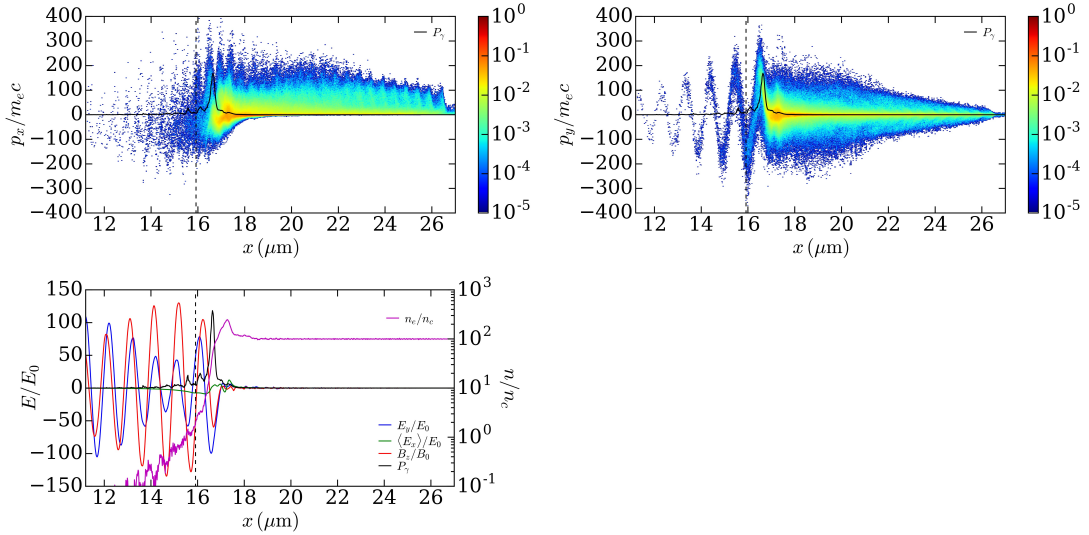 400
300
200
100
0
−100
−200
−300
−400
p_x/m_ec
P_γ
12 14 16 18 20 22 24 26
x (μm)
10^0
10^-1
10^-2
10^-3
10^-4
10^-5
400
300
200
100
0
−100
−200
−300
−400
p_y/m_ec
P_γ
12 14 16 18 20 22 24 26
x (μm)
10^0
10^-1
10^-2
10^-3
10^-4
10^-5
150
100
50
0
−50
−100
−150
E/E_0
n_e/n_c
E_y/E_0
⟨E_x⟩/E_0
B_z/B_0
P_γ
10^3
10^2
10^1
10^0
10^-1
n/n_c
12 14 16 18 20 22 24 26
x (μm)